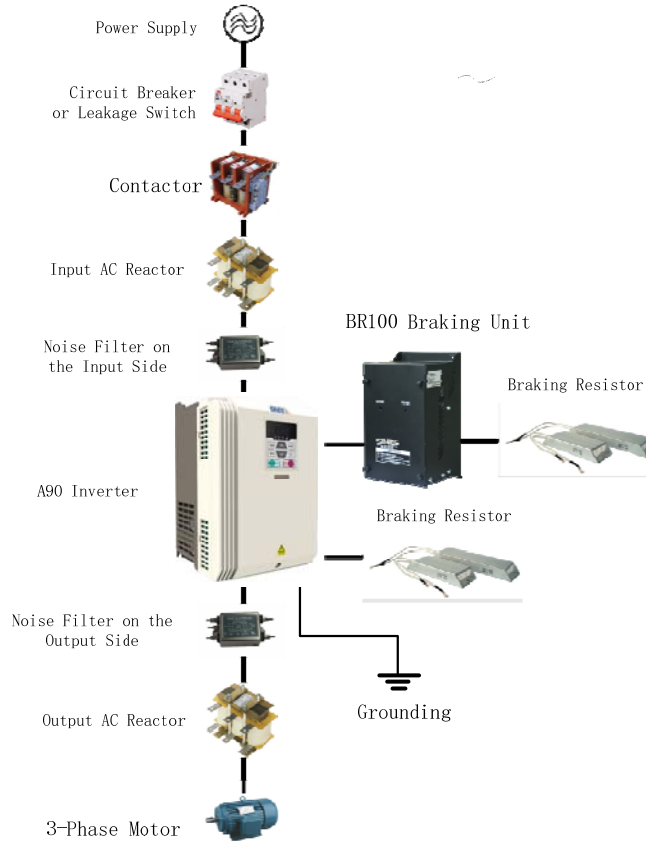 Power Supply
Circuit Breaker
or Leakage Switch
Contactor
Input AC Reactor
BR100 Braking Unit
Noise Filter on
the Input Side
Braking Resistor
A90 Inverter
Braking Resistor
Noise Filter on the
Output Side
Grounding
Output AC Reactor
3-Phase Motor